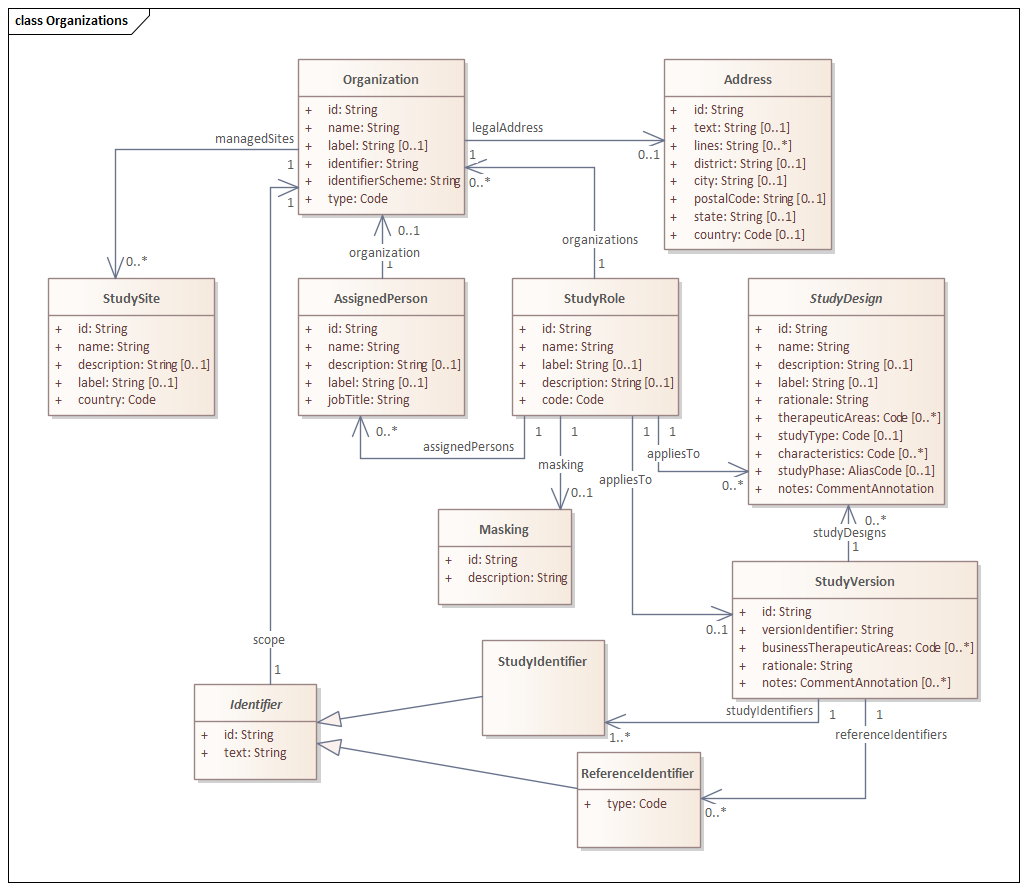 class Organizations
Organization
+ id: String
+ name: String
+ label: String [0..1]
+ identifier: String
+ identifierScheme: String
+ type: Code
Address
+ id: String
+ text: String [0..1]
+ lines: String [0..*]
+ district: String [0..1]
+ city: String [0..1]
+ postalCode: String [0..1]
+ state: String [0..1]
+ country: Code [0..1]
managedSites
1
1
legalAddress
1
0..1
0..*
0..*
0..1
organization
1
organizations
1
StudySite
+ id: String
+ name: String
+ description: String [0..1]
+ label: String [0..1]
+ country: Code
AssignedPerson
+ id: String
+ name: String
+ description: String [0..1]
+ label: String [0..1]
+ jobTitle: String
StudyRole
+ id: String
+ name: String
+ label: String [0..1]
+ description: String [0..1]
+ code: Code
StudyDesign
+ id: String
+ name: String
+ description: String [0..1]
+ label: String [0..1]
+ rationale: String
+ therapeuticAreas: Code [0..*]
+ studyType: Code [0..1]
+ characteristics: Code [0..*]
+ studyPhase: AliasCode [0..1]
+ notes: CommentAnnotation
0..*
assignedPersons
1
1
masking
0..1
1
appliesTo
0..1
1
appliesTo
0..*
0..*
studyDesigns
1
Masking
+ id: String
+ description: String
StudyVersion
+ id: String
+ versionIdentifier: String
+ businessTherapeuticAreas: Code [0..*]
+ rationale: String
+ notes: CommentAnnotation [0..*]
scope
1
Identifier
+ id: String
+ text: String
StudyIdentifier
studyIdentifiers
1
1..*
1
referenceIdentifiers
0..*
ReferenceIdentifier
+ type: Code